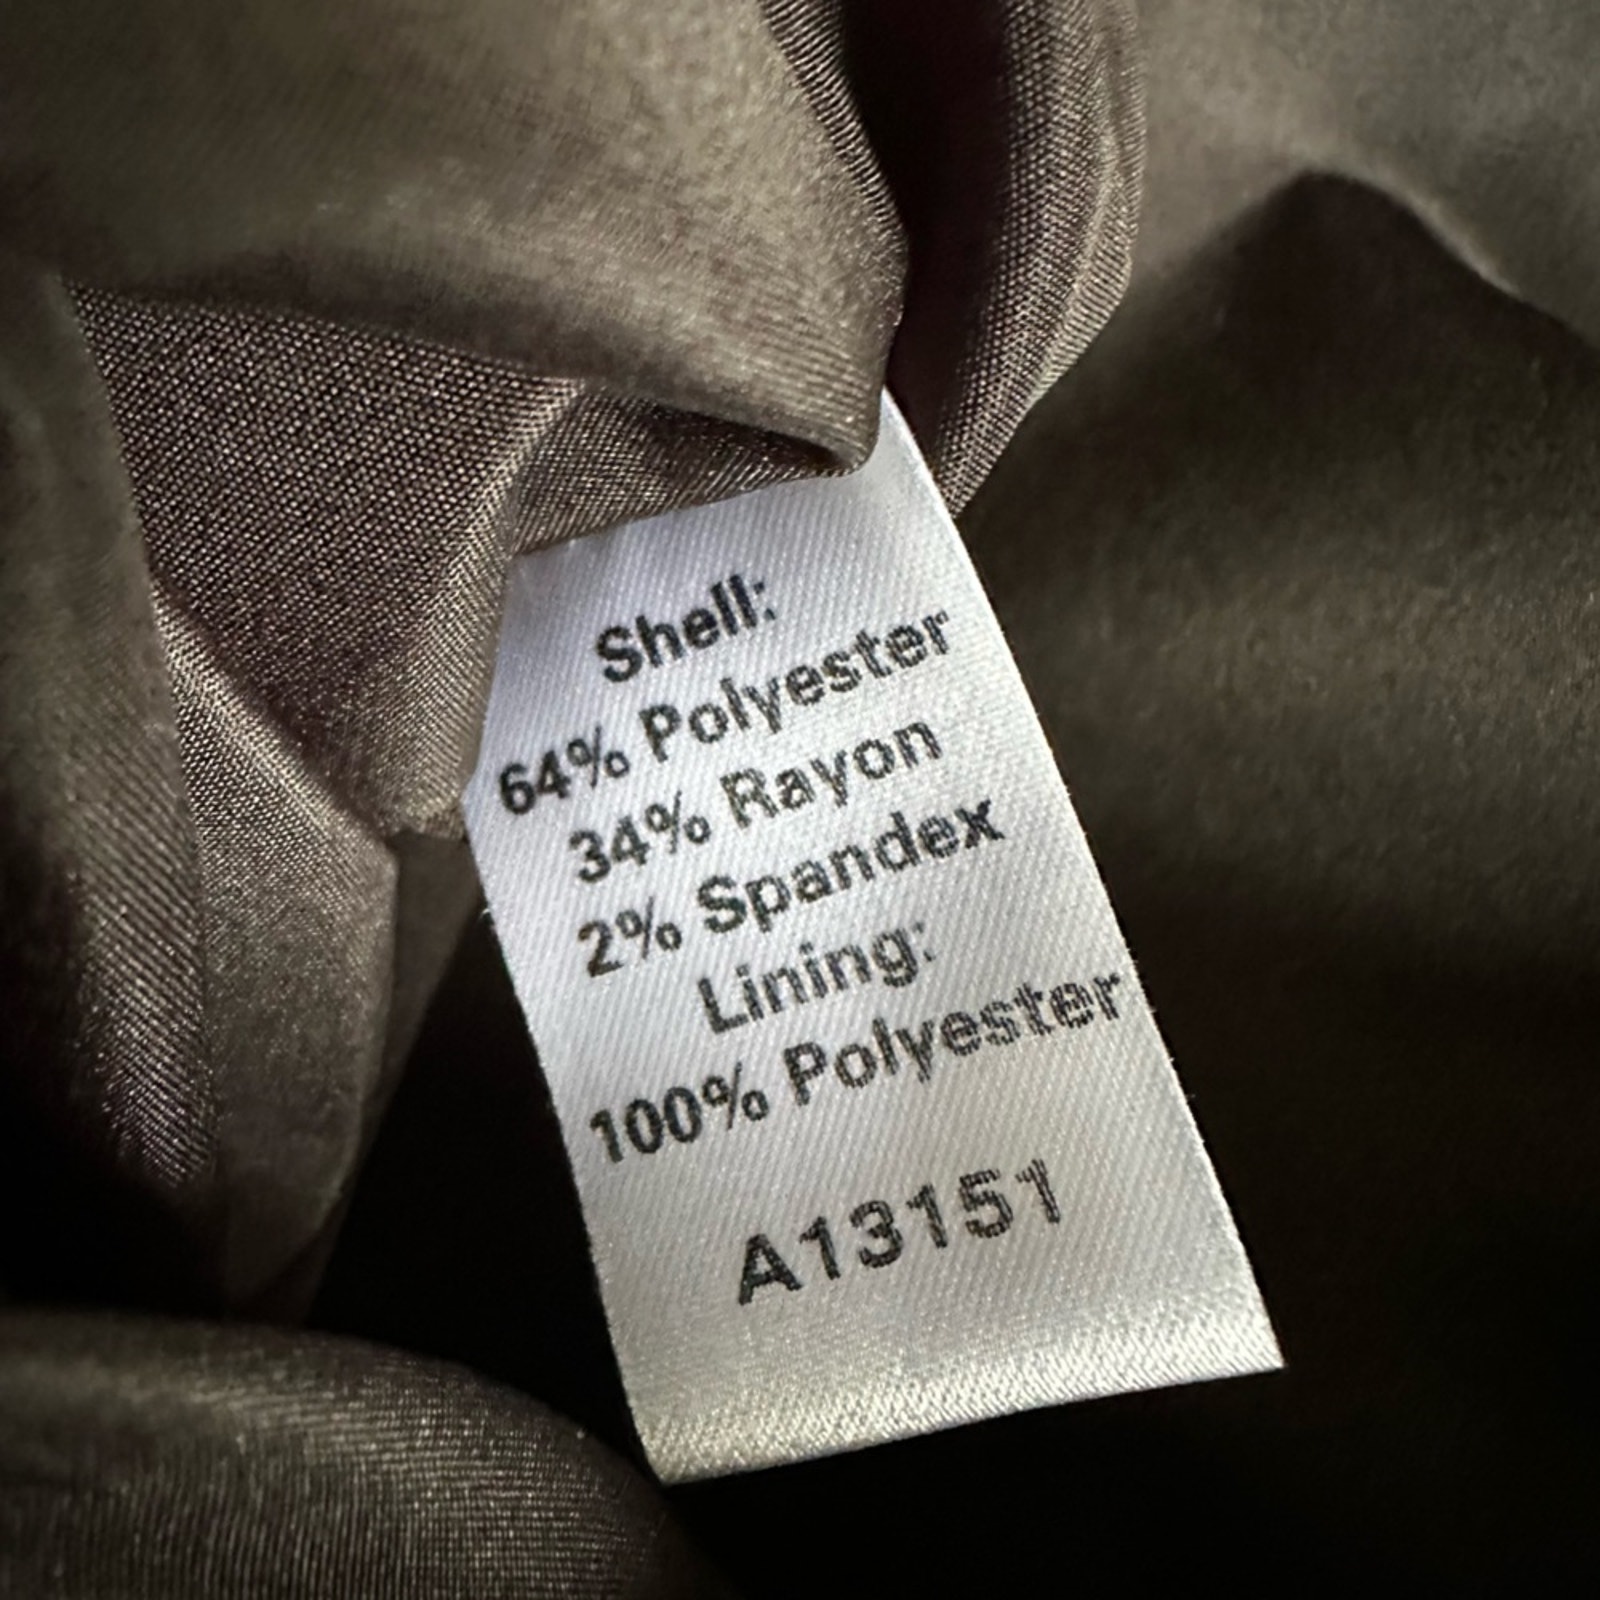 Shell:
64% Polyester
34% Rayon
2% Spandex
Lining:
100% Polyester
A13151